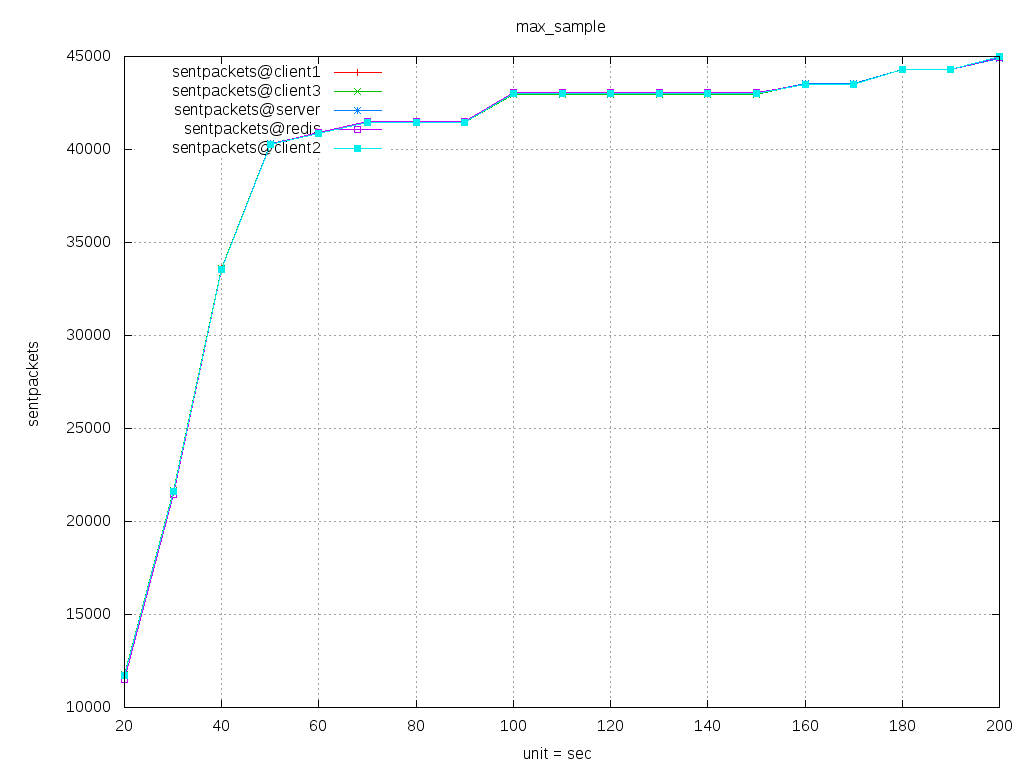 max_sample
45000
sentpackets@client1
sentpackets@client3
sentpackets@server
sentpackets@redis
sentpackets@client2
40000
35000
30000
25000
20000
15000
10000
sentpackets
20 40 60 80 100 120 140 160 180 200
unit = sec